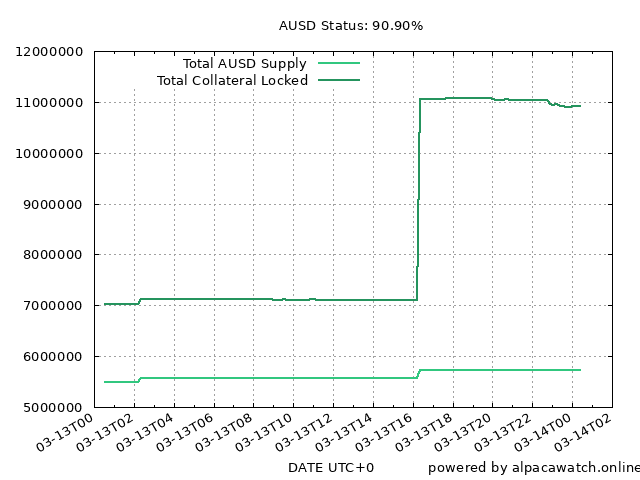 AUSD Status: 90.90%
12000000
11000000
10000000
9000000
8000000
7000000
6000000
5000000
Total AUSD Supply
Total Collateral Locked
03-13T00
03-13T02
03-13T04
03-13T06
03-13T08
03-13T10
03-13T12
03-13T14
03-13T16
03-13T18
03-13T20
03-13T22
03-14T00
03-14T02
DATE UTC+0
powered by alpacawatch.online